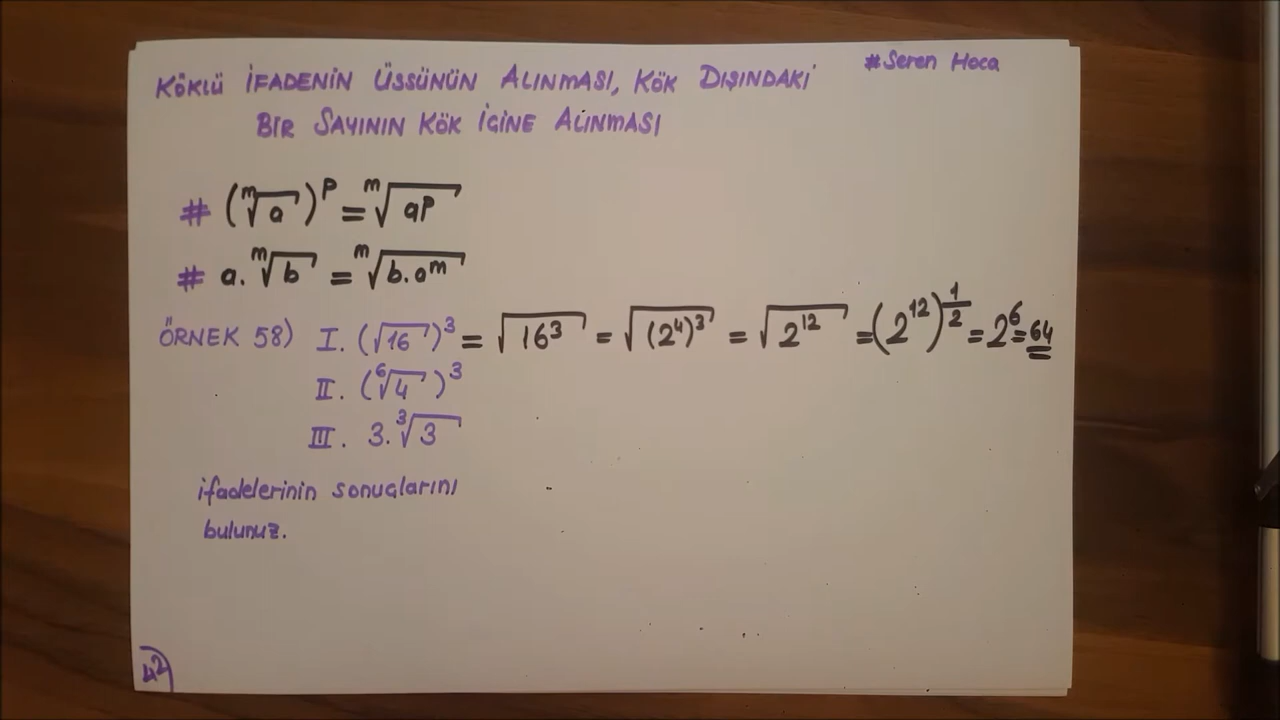 #Seren Hoca
KÖKLÜ İFADENİN ÜSSÜNÜN ALINMASI, KÖK DIŞINDAKİ
BİR SAYININ KÖK İÇİNE ALINMASI
# (ᵐ√a)ᵖ = ᵐ√aᵖ
# a.ᵐ√b = ᵐ√b.aᵐ
ÖRNEK 58) I. (√16)³ = √16³ = √(2⁴)³ = √2¹² = (2¹²)^1/2 = 2⁶ = 64
II. (⁶√4)³
III. 3.³√3
ifadelerinin sonuçlarını
bulunuz.
42